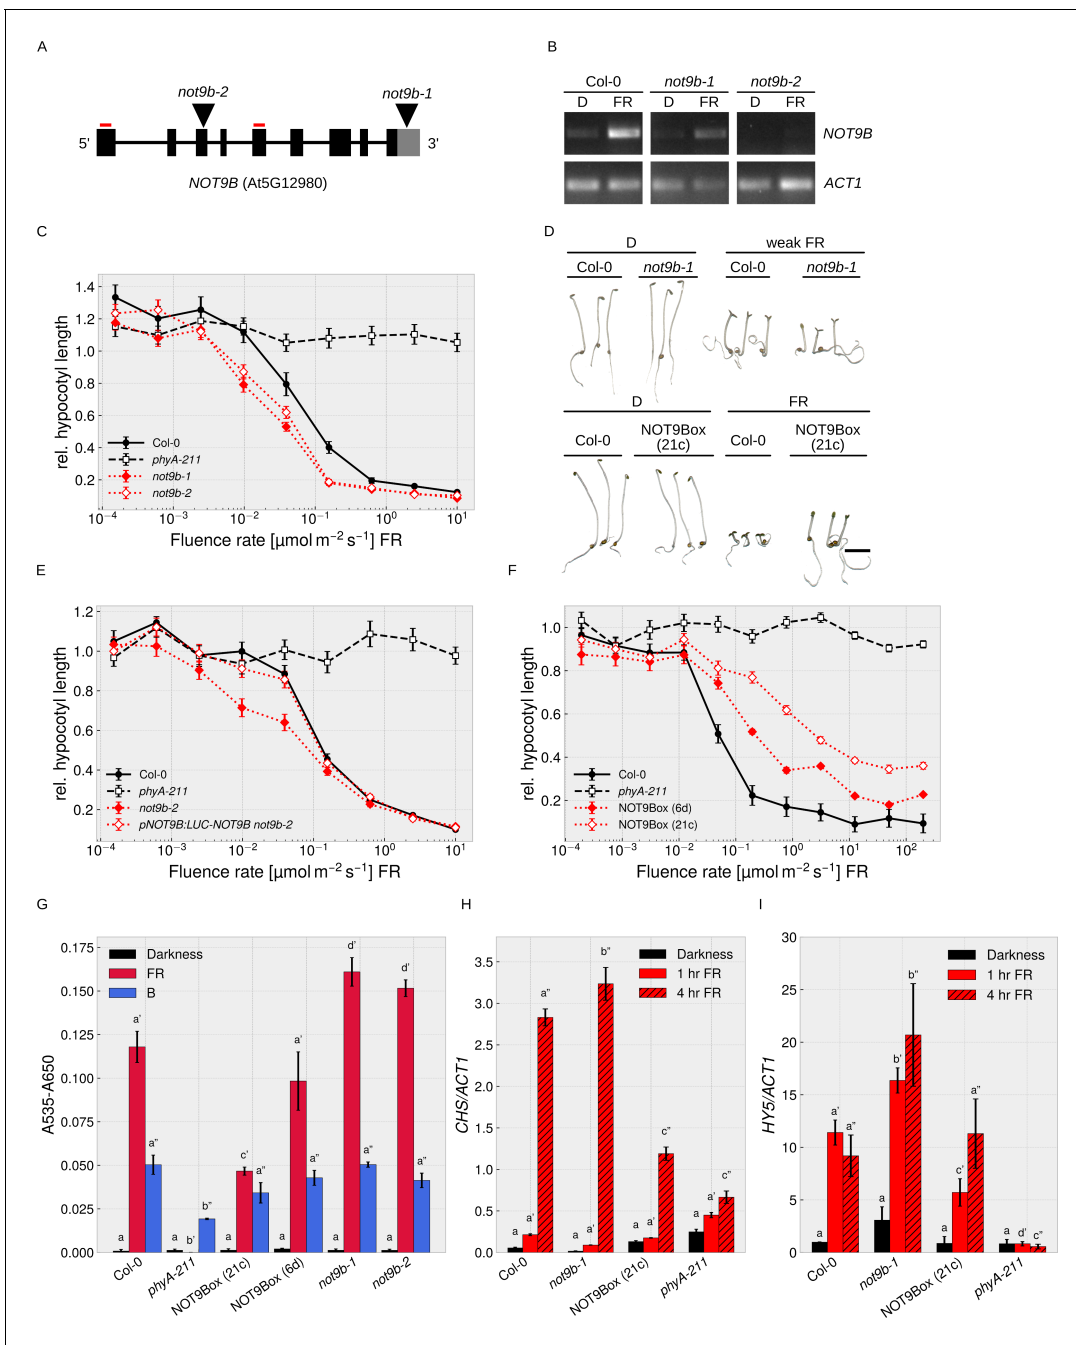 A
not9b-2
not9b-1
5'
3'
NOT9B (At5G12980)
B
Col-0
not9b-1
not9b-2
D FR D FR D FR
NOT9B
ACT1
C
rel. hypocotyl length
1.4
1.2
1.0
0.8
0.6
0.4
0.2
Col-0
phyA-211
not9b-1
not9b-2
10⁻⁴ 10⁻³ 10⁻² 10⁻¹ 10⁰ 10¹
Fluence rate [µmol m⁻² s⁻¹] FR
D
D weak FR
Col-0 not9b-1 Col-0 not9b-1
D FR
Col-0 NOT9Box (21c) Col-0 NOT9Box (21c)
E
rel. hypocotyl length
1.2
1.0
0.8
0.6
0.4
0.2
Col-0
phyA-211
not9b-2
pNOT9B:LUC-NOT9B not9b-2
10⁻⁴ 10⁻³ 10⁻² 10⁻¹ 10⁰ 10¹
Fluence rate [µmol m⁻² s⁻¹] FR
F
rel. hypocotyl length
1.0
0.8
0.6
0.4
0.2
Col-0
phyA-211
NOT9Box (6d)
NOT9Box (21c)
10⁻⁴ 10⁻³ 10⁻² 10⁻¹ 10⁰ 10¹ 10²
Fluence rate [µmol m⁻² s⁻¹] FR
G
A535-A650
0.175
0.150
0.125
0.100
0.075
0.050
0.025
0.000
Darkness
FR
B
a a' a"
a b' b"
a c' a"
a a' a"
a d' a"
a d' a"
Col-0
phyA-211
NOT9Box (21c)
NOT9Box (6d)
not9b-1
not9b-2
H
CHS/ACT1
3.5
3.0
2.5
2.0
1.5
1.0
0.5
0.0
Darkness
1 hr FR
4 hr FR
a a' a"
a a' b"
a a' c"
a a' c"
Col-0
not9b-1
NOT9Box (21c)
phyA-211
I
HY5/ACT1
30
25
20
15
10
5
0
Darkness
1 hr FR
4 hr FR
a a' a"
a b' b"
a c' a"
a d' c"
Col-0
not9b-1
NOT9Box (21c)
phyA-211